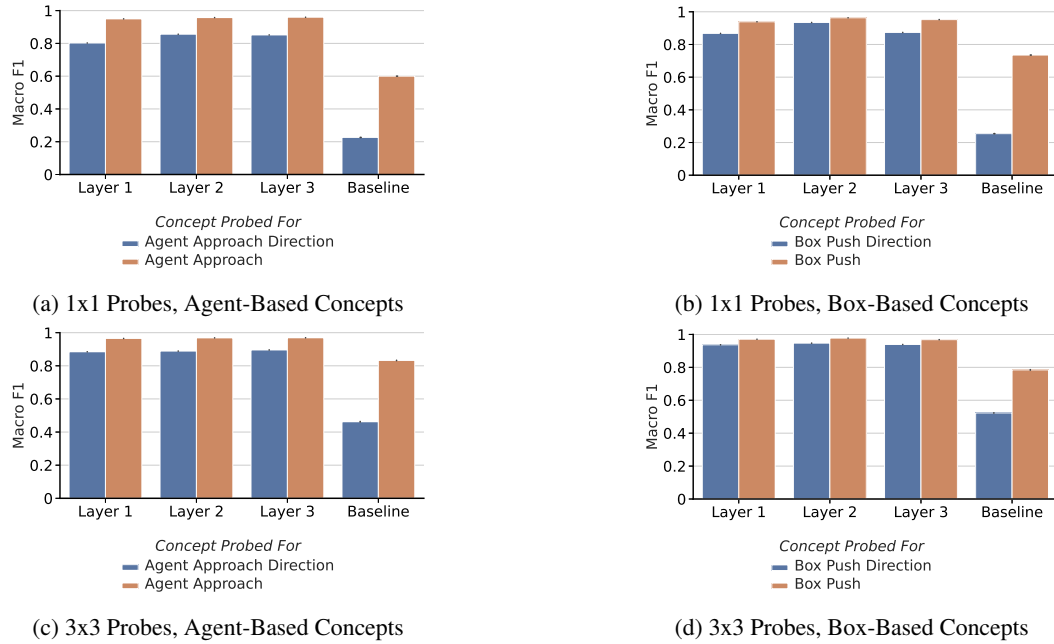 1
0.8
0.6
0.4
0.2
0
Macro F1
Layer 1 Layer 2 Layer 3 Baseline
Concept Probed For
Agent Approach Direction
Agent Approach
(a) 1x1 Probes, Agent-Based Concepts
1
0.8
0.6
0.4
0.2
0
Macro F1
Layer 1 Layer 2 Layer 3 Baseline
Concept Probed For
Box Push Direction
Box Push
(b) 1x1 Probes, Box-Based Concepts
1
0.8
0.6
0.4
0.2
0
Macro F1
Layer 1 Layer 2 Layer 3 Baseline
Concept Probed For
Agent Approach Direction
Agent Approach
(c) 3x3 Probes, Agent-Based Concepts
1
0.8
0.6
0.4
0.2
0
Macro F1
Layer 1 Layer 2 Layer 3 Baseline
Concept Probed For
Box Push Direction
Box Push
(d) 3x3 Probes, Box-Based Concepts